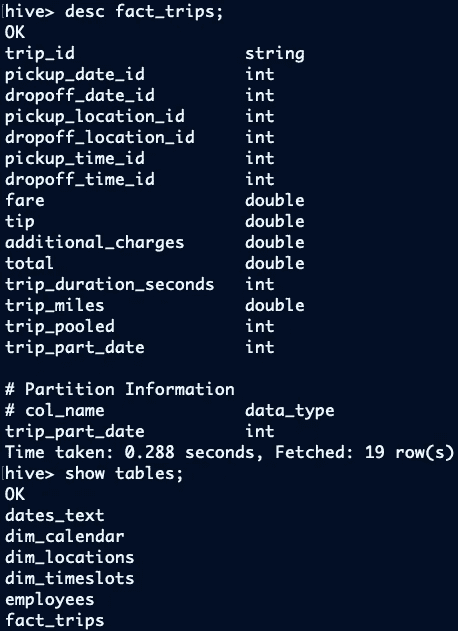 hive> desc fact_trips;
OK
trip_id                 string
pickup_date_id          int
dropoff_date_id         int
pickup_location_id      int
dropoff_location_id     int
pickup_time_id          int
dropoff_time_id         int
fare                    double
tip                     double
additional_charges      double
total                   double
trip_duration_seconds   int
trip_miles              double
trip_pooled             int
trip_part_date          int

# Partition Information
# col_name              data_type
trip_part_date          int
Time taken: 0.288 seconds, Fetched: 19 row(s)
hive> show tables;
OK
dates_text
dim_calendar
dim_locations
dim_timeslots
employees
fact_trips